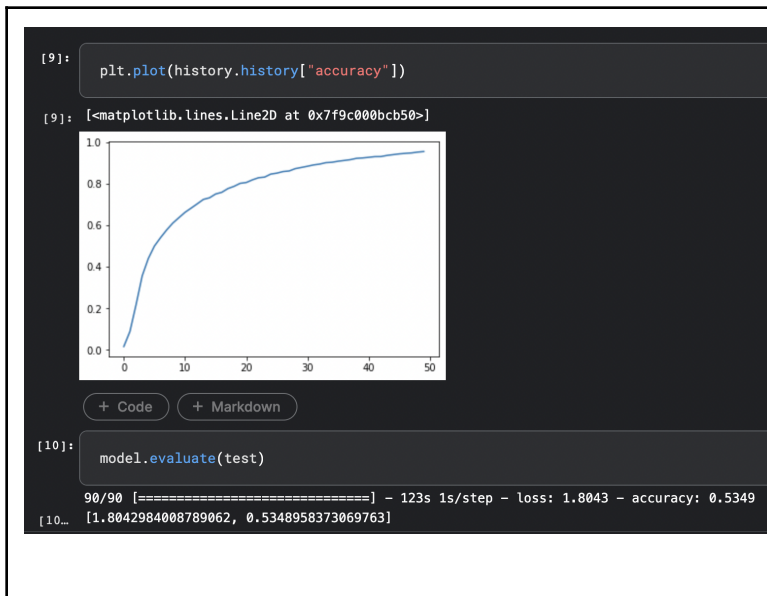 [9]:
plt.plot(history.history["accuracy"])
[9]: [<matplotlib.lines.Line2D at 0x7f9c000bcb50>]
1.0
0.8
0.6
0.4
0.2
0.0
0 10 20 30 40 50
+ Code + Markdown
[10]:
model.evaluate(test)
90/90 [==============================] - 123s 1s/step - loss: 1.8043 - accuracy: 0.5349
[10… [1.8042984008789062, 0.5348958373069763]